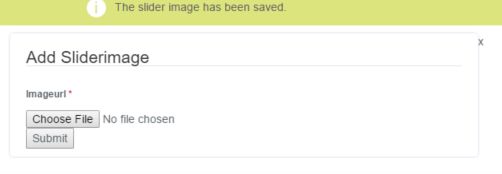 The slider image has been saved.
x
Add Sliderimage
Imageurl *
Choose File No file chosen
Submit